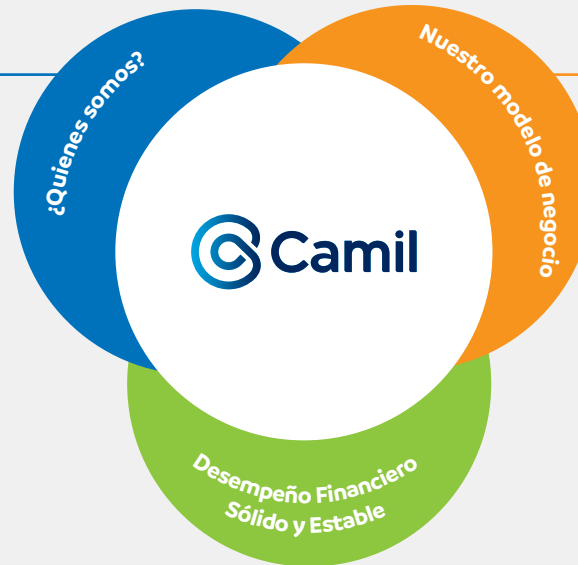 ¿Quienes somos?
Nuestro modelo de negocio
Camil
Desempeño Financiero
Sólido y Estable